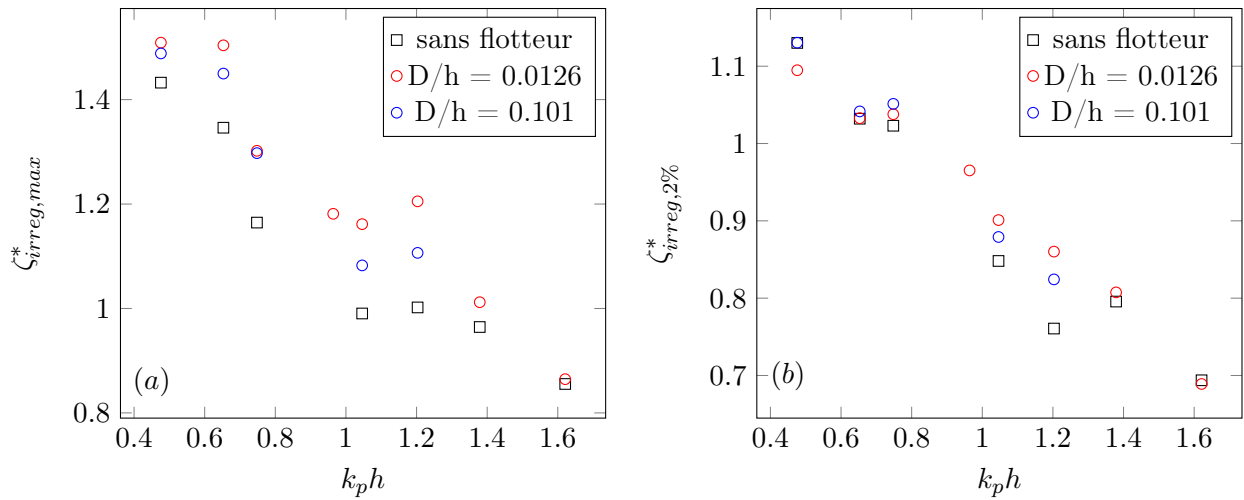 sans flotteur
D/h = 0.0126
D/h = 0.101
1.4
1.2
1
0.8
ζ*irreg,max
(a)
0.4 0.6 0.8 1 1.2 1.4 1.6
kph
sans flotteur
D/h = 0.0126
D/h = 0.101
1.1
1
0.9
0.8
0.7
ζ*irreg,2%
(b)
0.4 0.6 0.8 1 1.2 1.4 1.6
kph